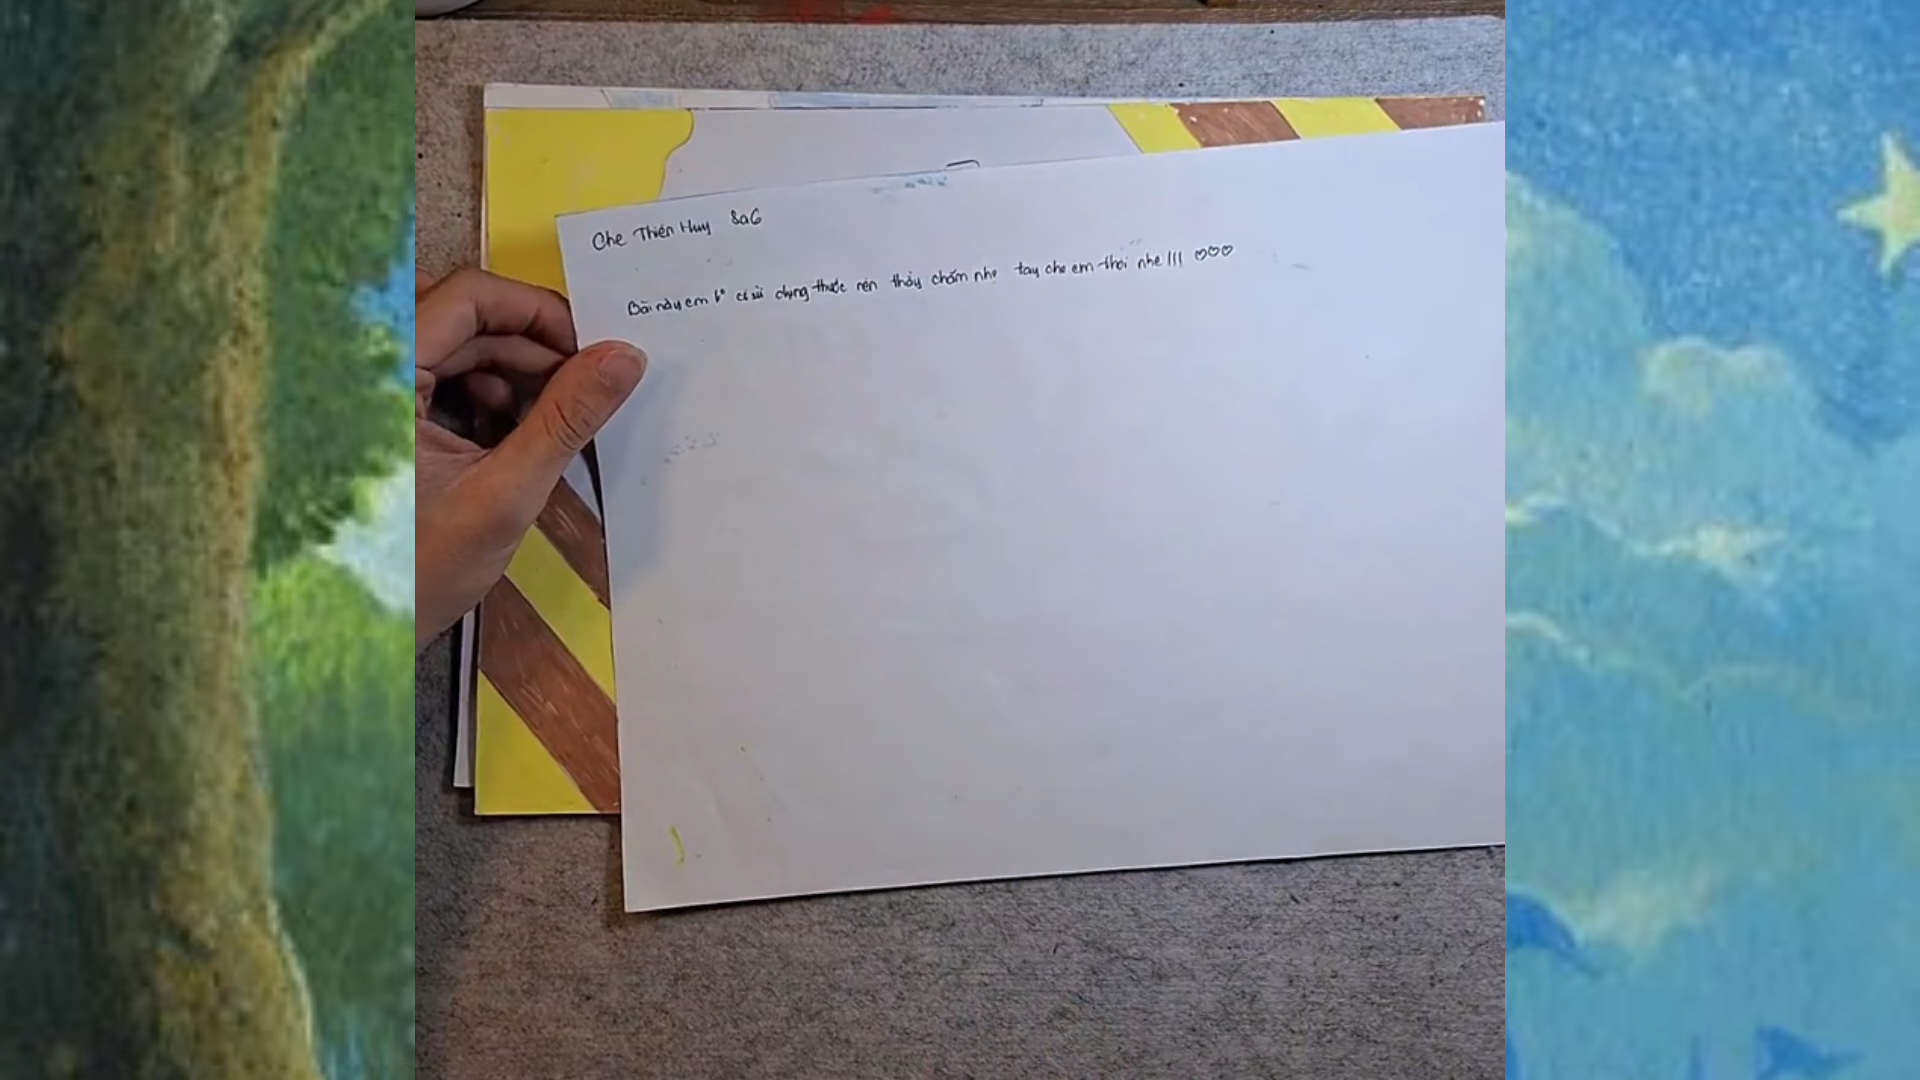 Che Thiên Huy 8a6
Bài này em k° có sử dụng thước nên thầy chấm nhẹ tay cho em thôi nhe!!! ♡♡♡